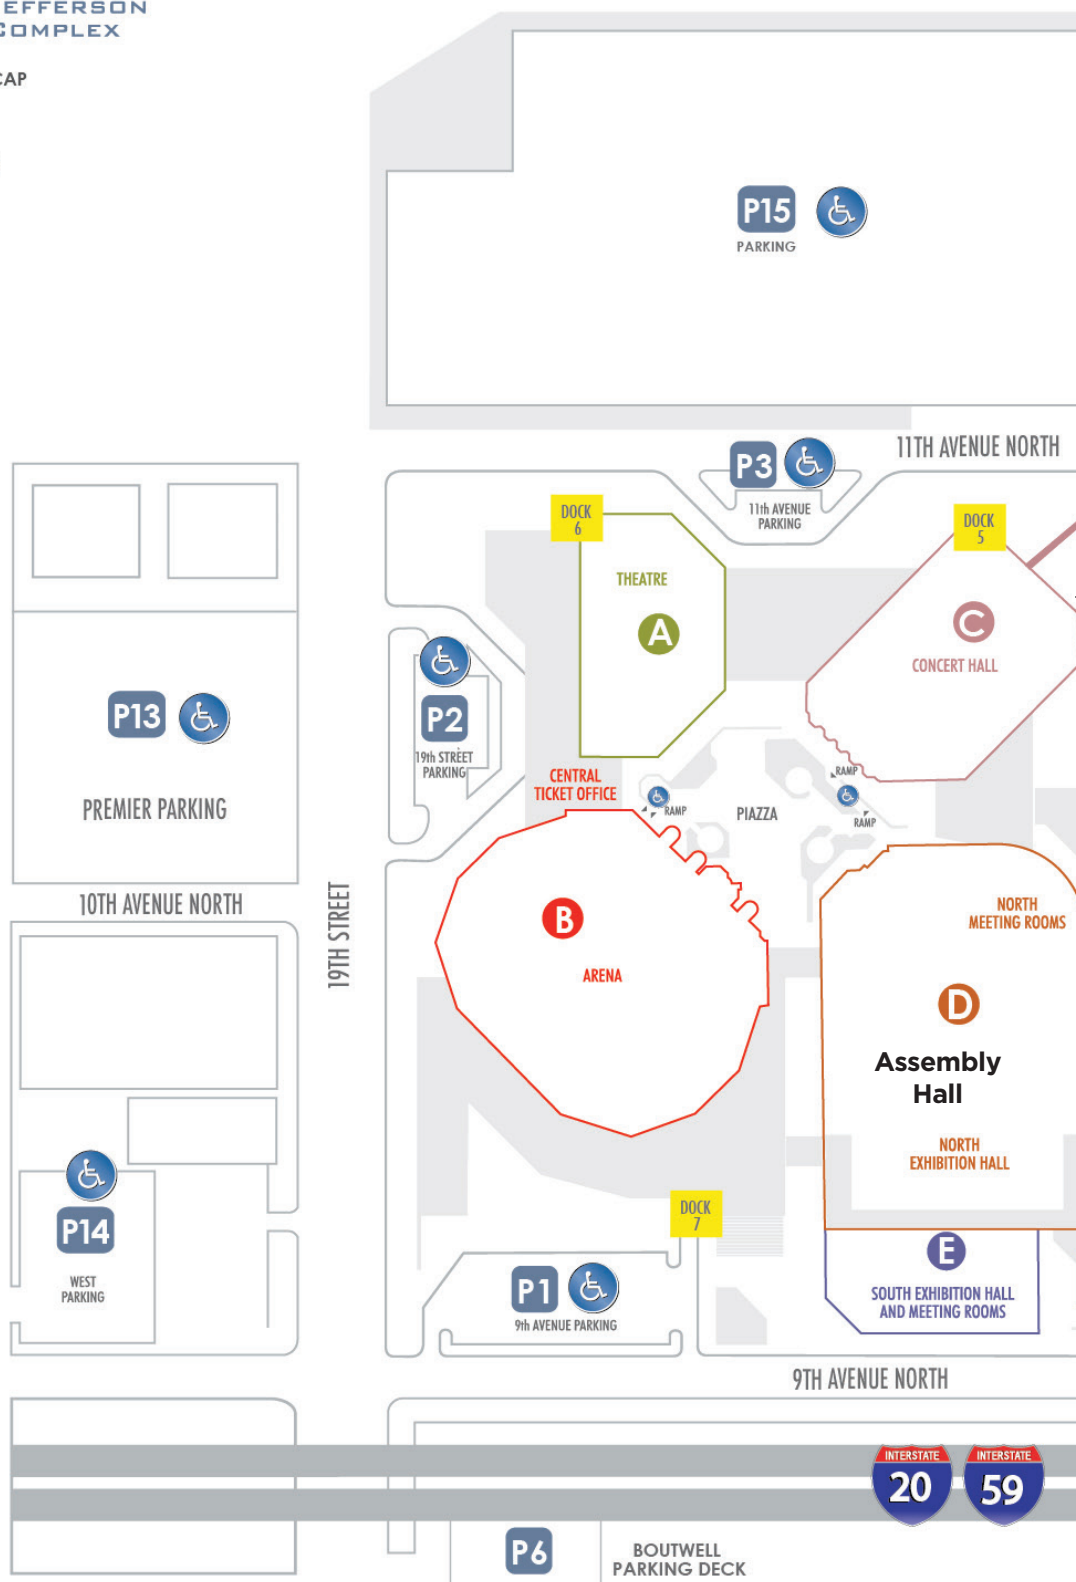 EFFERSON
COMPLEX
CAP
P15
PARKING
11TH AVENUE NORTH
P3
11th AVENUE
PARKING
DOCK
6
DOCK
5
THEATRE
A
C
CONCERT HALL
P13
P2
19th STREET
PARKING
PREMIER PARKING
CENTRAL
TICKET OFFICE
RAMP
PIAZZA
RAMP
RAMP
10TH AVENUE NORTH
19TH STREET
B
ARENA
NORTH
MEETING ROOMS
D
Assembly
Hall
NORTH
EXHIBITION HALL
P14
WEST
PARKING
DOCK
7
P1
9th AVENUE PARKING
E
SOUTH EXHIBITION HALL
AND MEETING ROOMS
9TH AVENUE NORTH
INTERSTATE
20
INTERSTATE
59
P6
BOUTWELL
PARKING DECK